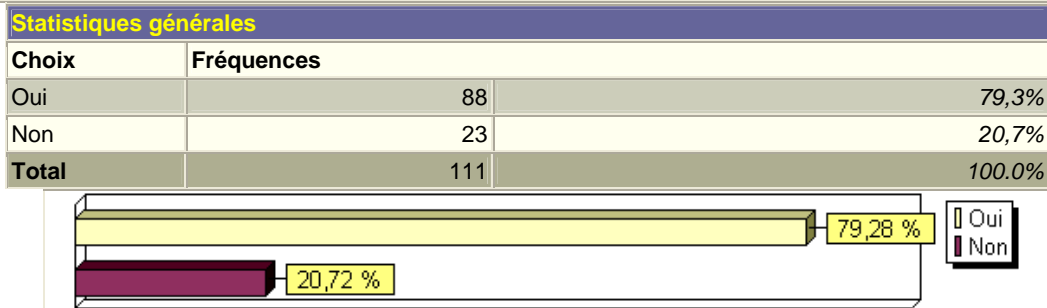 Statistiques générales
Choix Fréquences
Oui 88 79,3%
Non 23 20,7%
Total 111 100.0%
79,28 % Oui
Non
20,72 %